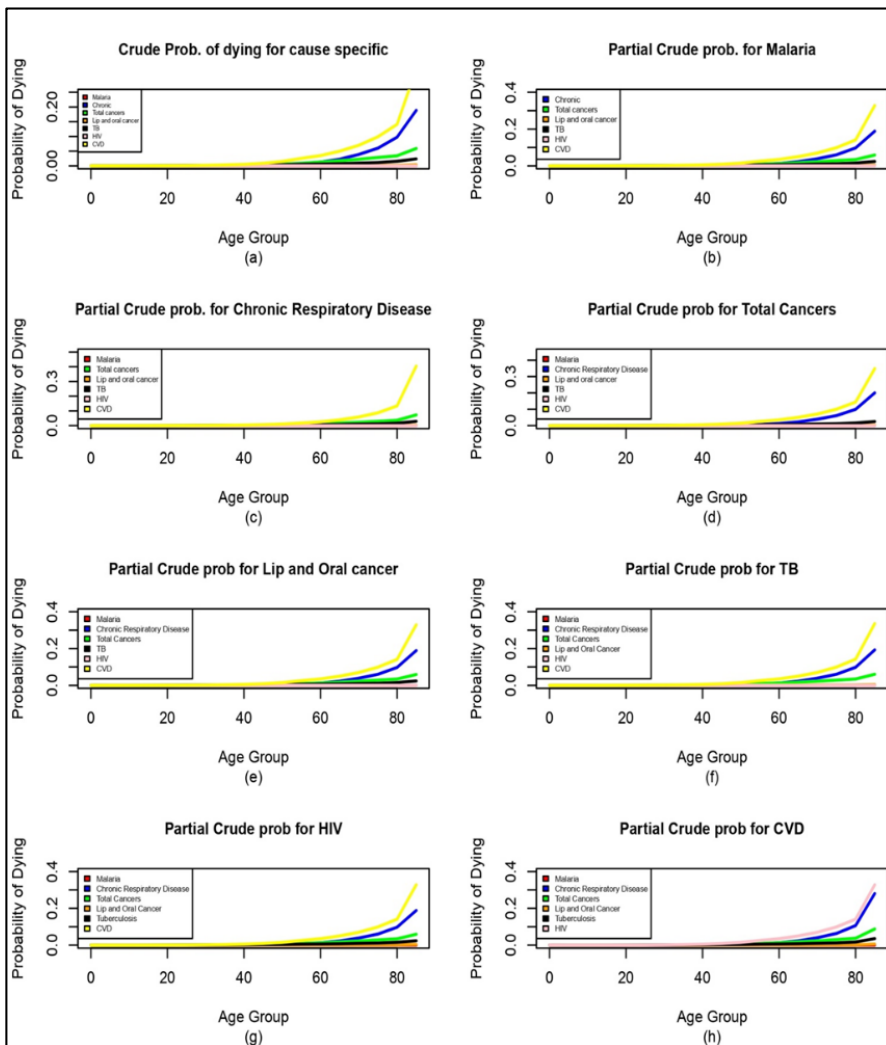 Crude Prob. of dying for cause specific
Probability of Dying
0.20
0.00
Malaria
Chronic
Total cancers
Lip and oral cancer
TB
HIV
CVD
0 20 40 60 80
Age Group
(a)
Partial Crude prob. for Malaria
Probability of Dying
0.4
0.2
0.0
Chronic
Total cancers
Lip and oral cancer
TB
HIV
CVD
0 20 40 60 80
Age Group
(b)
Partial Crude prob. for Chronic Respiratory Disease
Probability of Dying
0.3
0.0
Malaria
Total cancers
Lip and oral cancer
TB
HIV
CVD
0 20 40 60 80
Age Group
(c)
Partial Crude prob for Total Cancers
Probability of Dying
0.3
0.0
Malaria
Chronic Respiratory Disease
Lip and oral cancer
TB
HIV
CVD
0 20 40 60 80
Age Group
(d)
Partial Crude prob for Lip and Oral cancer
Probability of Dying
0.4
0.2
0.0
Malaria
Chronic Respiratory Disease
Total Cancers
TB
HIV
CVD
0 20 40 60 80
Age Group
(e)
Partial Crude prob for TB
Probability of Dying
0.4
0.2
0.0
Malaria
Chronic Respiratory Disease
Total Cancers
Lip and Oral Cancer
HIV
CVD
0 20 40 60 80
Age Group
(f)
Partial Crude prob for HIV
Probability of Dying
0.4
0.2
0.0
Malaria
Chronic Respiratory Disease
Total Cancers
Lip and Oral Cancer
Tuberculosis
CVD
0 20 40 60 80
Age Group
(g)
Partial Crude prob for CVD
Probability of Dying
0.4
0.2
0.0
Malaria
Chronic Respiratory Disease
Total Cancers
Lip and Oral Cancer
Tuberculosis
HIV
0 20 40 60 80
Age Group
(h)